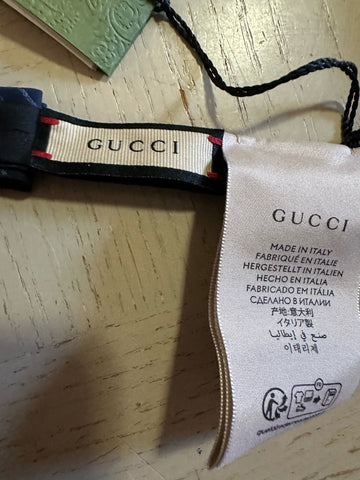 GUCCI
GUCCI
MADE IN ITALY
FABRIQUÉ EN ITALIE
HERGESTELLT IN ITALIEN
HECHO EN ITALIA
FABRICADO EM ITÁLIA
СДЕЛАНО В ИТАЛИИ
产地:意大利
イタリア製
صنع في إيطاليا
이태리제
FR